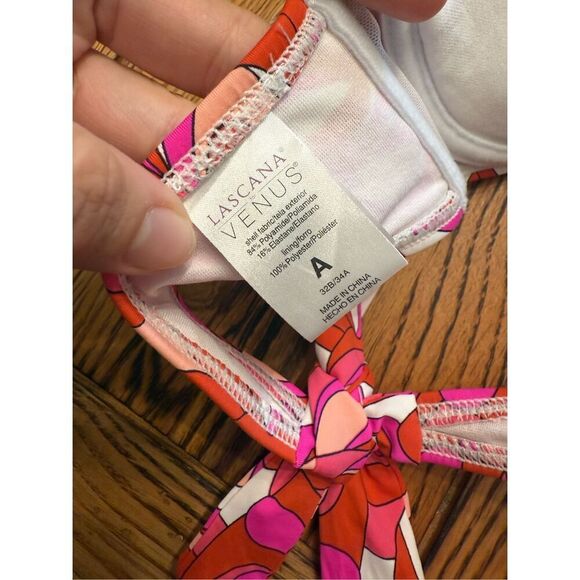 LASCANA®
VENUS®
shell fabric/tela exterior
84% Polyamide/Poliamida
16% Elastane/Elastano
lining/forro
100% Polyester/Poliéster
A
32B/34A
MADE IN CHINA
HECHO EN CHINA